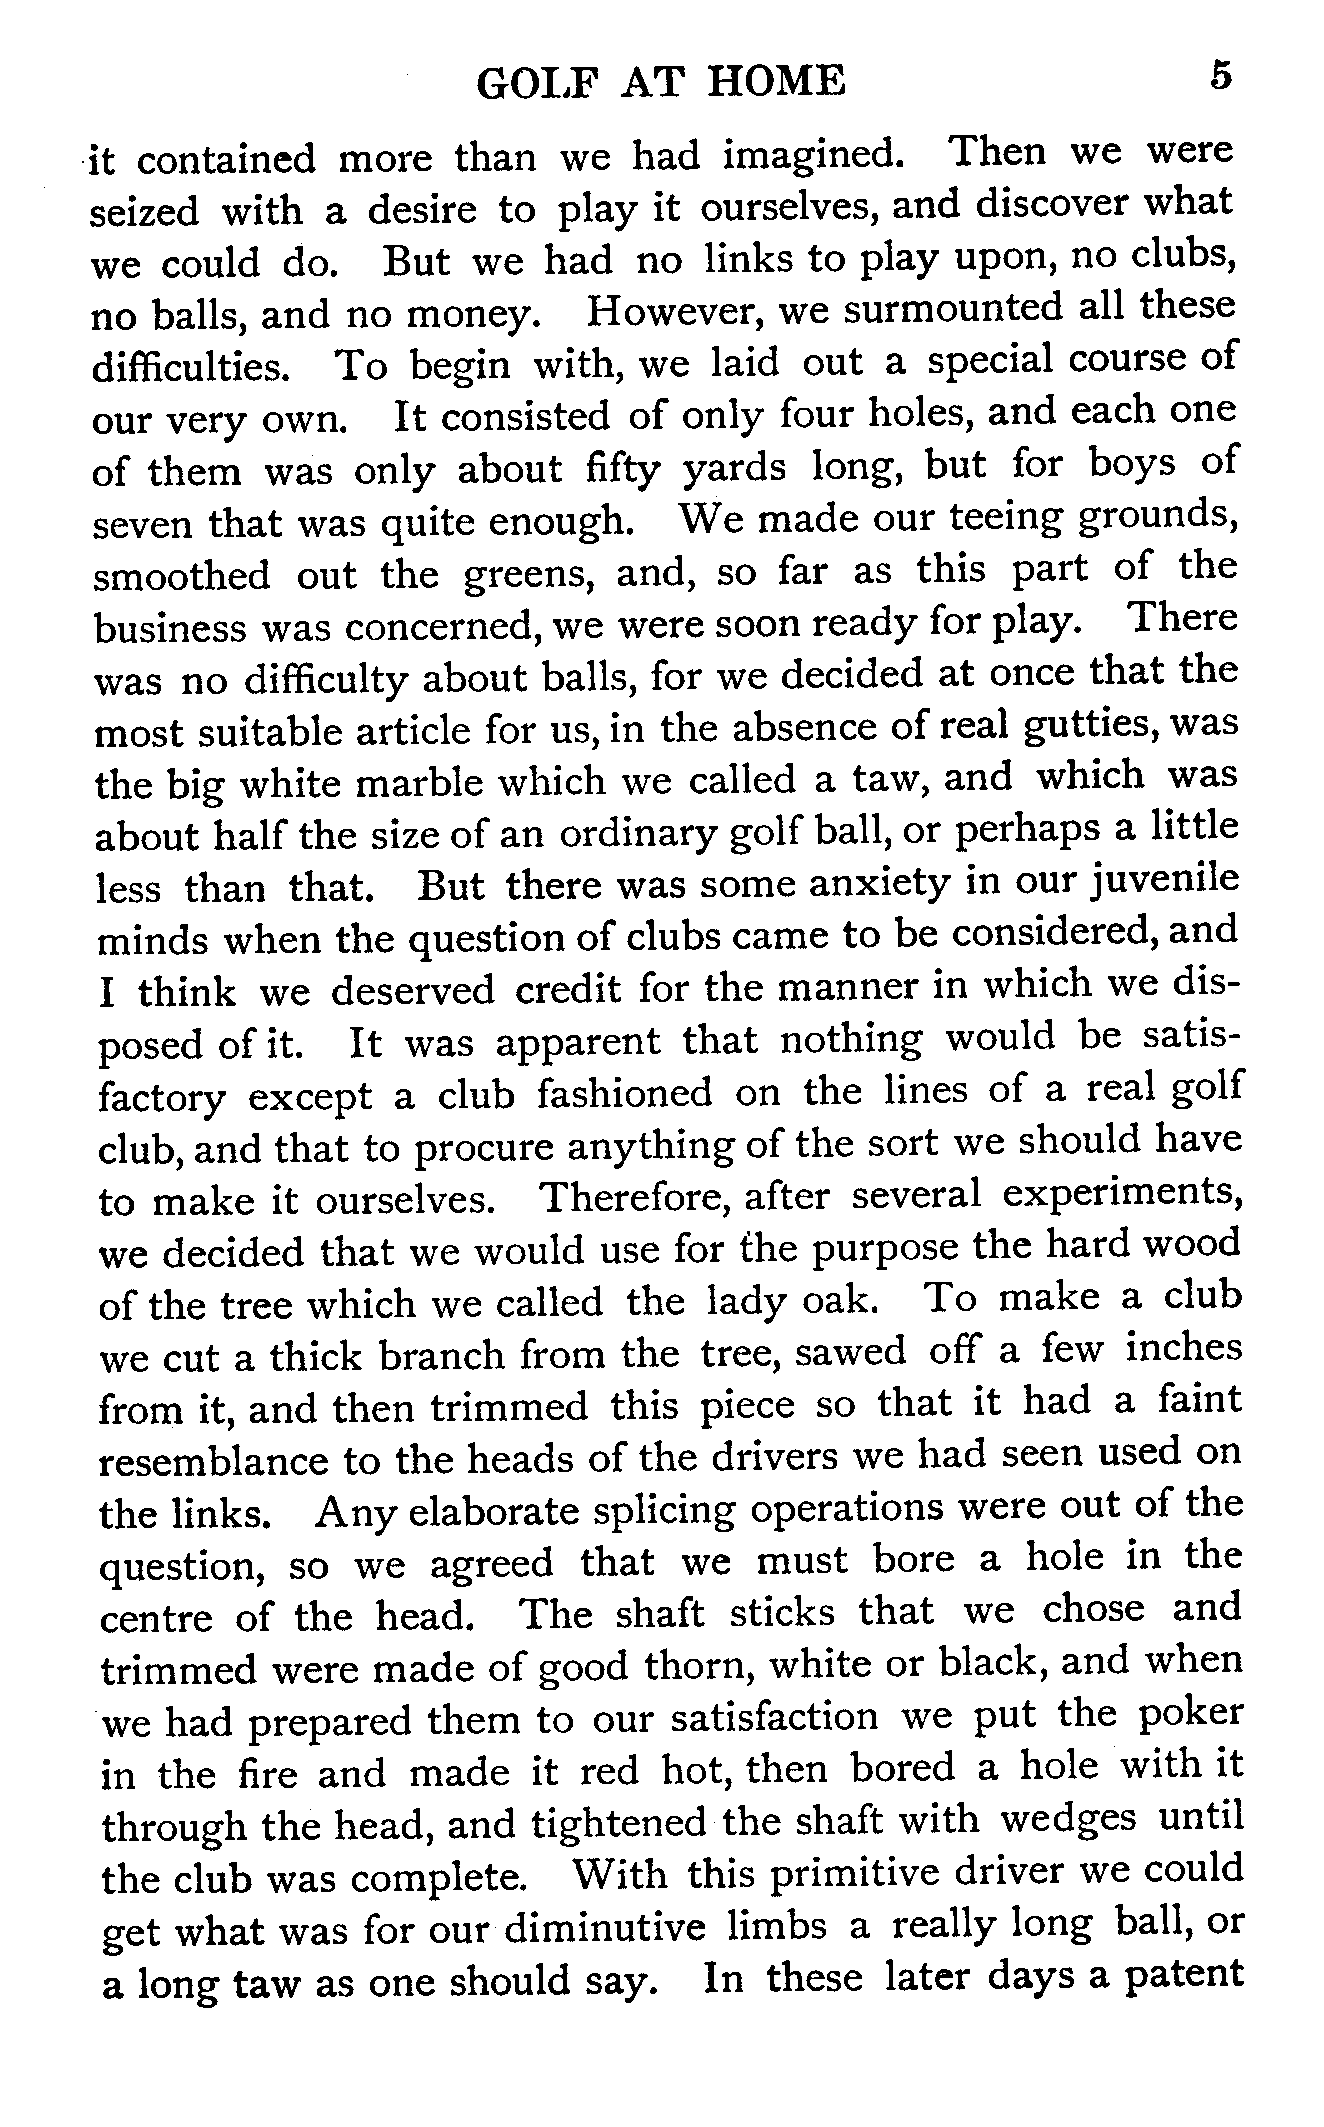 GOLF AT HOME 5
it contained more than we had imagined. Then we were
seized with a desire to play it ourselves, and discover what
we could do. But we had no links to play upon, no clubs,
no balls, and no money. However, we surmounted all these
difficulties. To begin with, we laid out a special course of
our very own. It consisted of only four holes, and each one
of them was only about fifty yards long, but for boys of
seven that was quite enough. We made our teeing grounds,
smoothed out the greens, and, so far as this part of the
business was concerned, we were soon ready for play. There
was no difficulty about balls, for we decided at once that the
most suitable article for us, in the absence of real gutties, was
the big white marble which we called a taw, and which was
about half the size of an ordinary golf ball, or perhaps a little
less than that. But there was some anxiety in our juvenile
minds when the question of clubs came to be considered, and
I think we deserved credit for the manner in which we dis-
posed of it. It was apparent that nothing would be satis-
factory except a club fashioned on the lines of a real golf
club, and that to procure anything of the sort we should have
to make it ourselves. Therefore, after several experiments,
we decided that we would use for the purpose the hard wood
of the tree which we called the lady oak. To make a club
we cut a thick branch from the tree, sawed off a few inches
from it, and then trimmed this piece so that it had a faint
resemblance to the heads of the drivers we had seen used on
the links. Any elaborate splicing operations were out of the
question, so we agreed that we must bore a hole in the
centre of the head. The shaft sticks that we chose and
trimmed were made of good thorn, white or black, and when
we had prepared them to our satisfaction we put the poker
in the fire and made it red hot, then bored a hole with it
through the head, and tightened the shaft with wedges until
the club was complete. With this primitive driver we could
get what was for our diminutive limbs a really long ball, or
a long taw as one should say. In these later days a patent